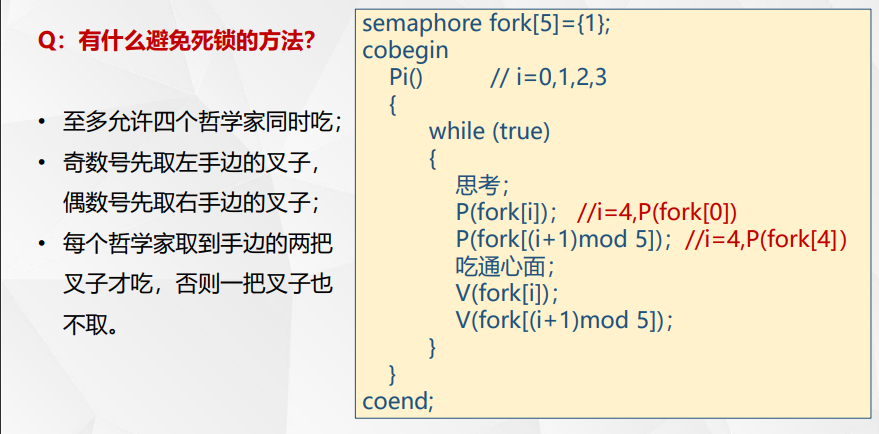 Q：有什么避免死锁的方法？
• 至多允许四个哲学家同时吃；
• 奇数号先取左手边的叉子，
偶数号先取右手边的叉子；
• 每个哲学家取到手边的两把
叉子才吃，否则一把叉子也
不取。
semaphore fork[5]={1};
cobegin
Pi() // i=0,1,2,3
{
while (true)
{
思考；
P(fork[i])； //i=4,P(fork[0])
P(fork[(i+1)mod 5])；//i=4,P(fork[4])
吃通心面；
V(fork[i])；
V(fork[(i+1)mod 5])；
}
}
coend;